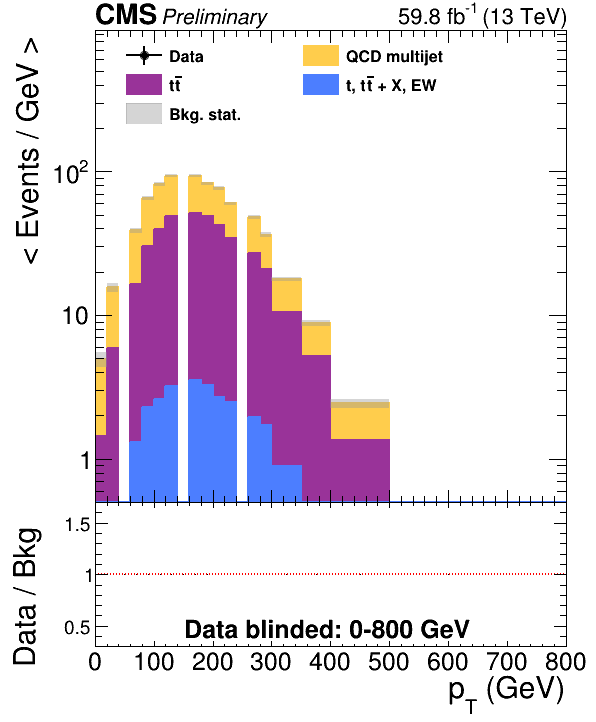 CMS Preliminary 59.8 fb⁻¹ (13 TeV)
< Events / GeV >
Data
QCD multijet
tt̄
t, tt̄ + X, EW
Bkg. stat.
10²
10
1
Data / Bkg
1.5
1
0.5
Data blinded: 0-800 GeV
0 100 200 300 400 500 600 700 800
p_T (GeV)